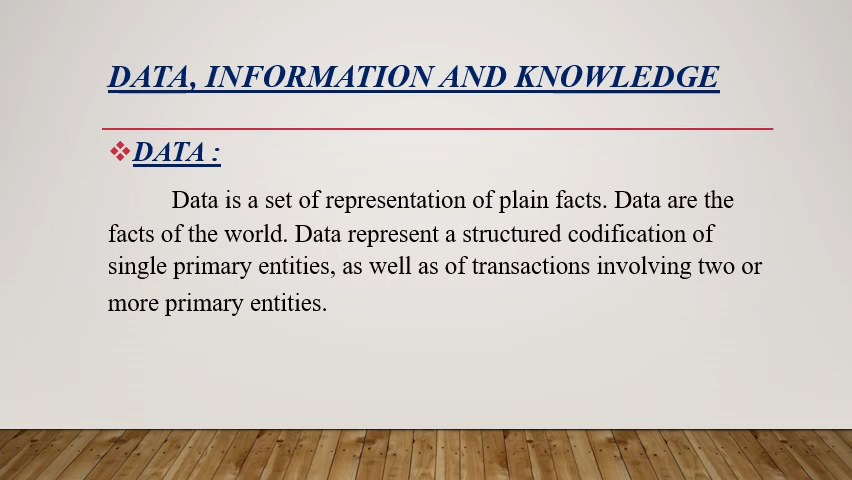 DATA, INFORMATION AND KNOWLEDGE
❖DATA :
Data is a set of representation of plain facts. Data are the
facts of the world. Data represent a structured codification of
single primary entities, as well as of transactions involving two or
more primary entities.